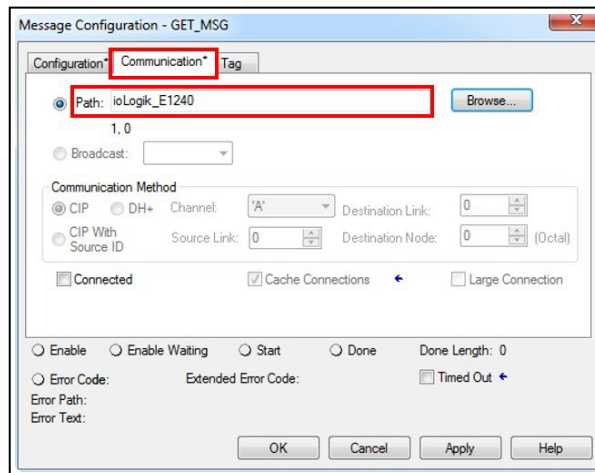 Message Configuration - GET_MSG
Configuration* Communication* Tag
Path: ioLogik_E1240 Browse...
1, 0
Broadcast:
Communication Method
CIP DH+ Channel: 'A' Destination Link: 0
CIP With Source ID Source Link: 0 Destination Node: 0 (Octal)
Connected Cache Connections Large Connection
Enable Enable Waiting Start Done Done Length: 0
Error Code: Extended Error Code: Timed Out
Error Path:
Error Text:
OK Cancel Apply Help